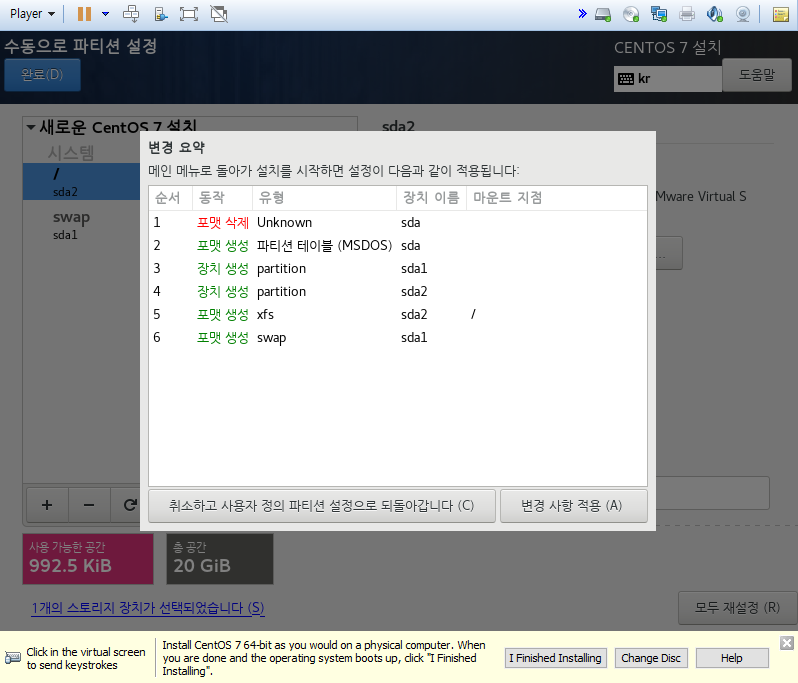 Player
수동으로 파티션 설정
CENTOS 7 설치
완료(D)
kr
도움말
새로운 CentOS 7 설치
sda2
시스템
/
sda2
swap
sda1
Mware Virtual S
...
변경 요약
메인 메뉴로 돌아가 설치를 시작하면 설정이 다음과 같이 적용됩니다:
순서 동작 유형 장치 이름 마운트 지점
1 포맷 삭제 Unknown sda
2 포맷 생성 파티션 테이블 (MSDOS) sda
3 장치 생성 partition sda1
4 장치 생성 partition sda2
5 포맷 생성 xfs sda2 /
6 포맷 생성 swap sda1
취소하고 사용자 정의 파티션 설정으로 되돌아갑니다 (C)
변경 사항 적용 (A)
사용 가능한 공간
992.5 KiB
총 공간
20 GiB
1개의 스토리지 장치가 선택되었습니다 (S)
모두 재설정 (R)
Click in the virtual screen
to send keystrokes
Install CentOS 7 64-bit as you would on a physical computer. When
you are done and the operating system boots up, click "I Finished
Installing".
I Finished Installing
Change Disc
Help